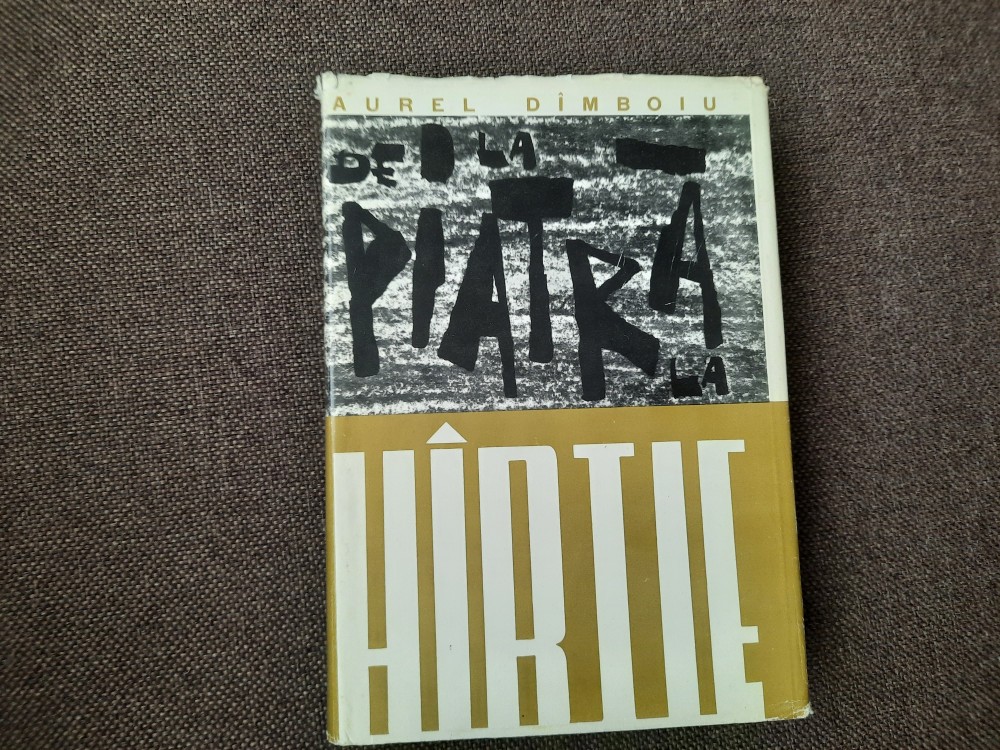 AUREL DÎMBOIU
DE LA
PIATRĂ
LA
HÎRTIE